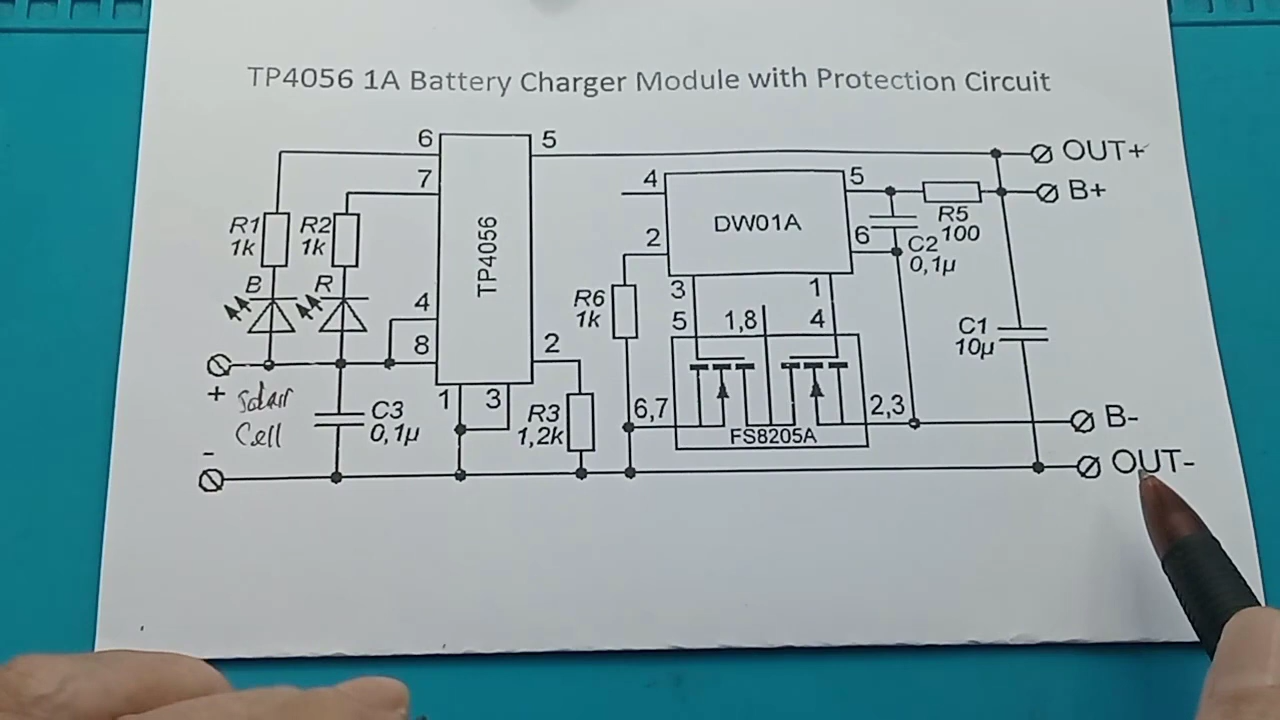 TP4056 1A Battery Charger Module with Protection Circuit
6
5
OUT+
7
4
5
B+
R1
1k
R2
1k
TP4056
DW01A
R5
100
2
6
C2
0,1µ
B
R
4
R6
1k
3
1
5
1,8
4
C1
10µ
8
2
+
Solar
Cell
C3
0,1µ
1
3
R3
1,2k
6,7
2,3
FS8205A
B-
-
OUT-